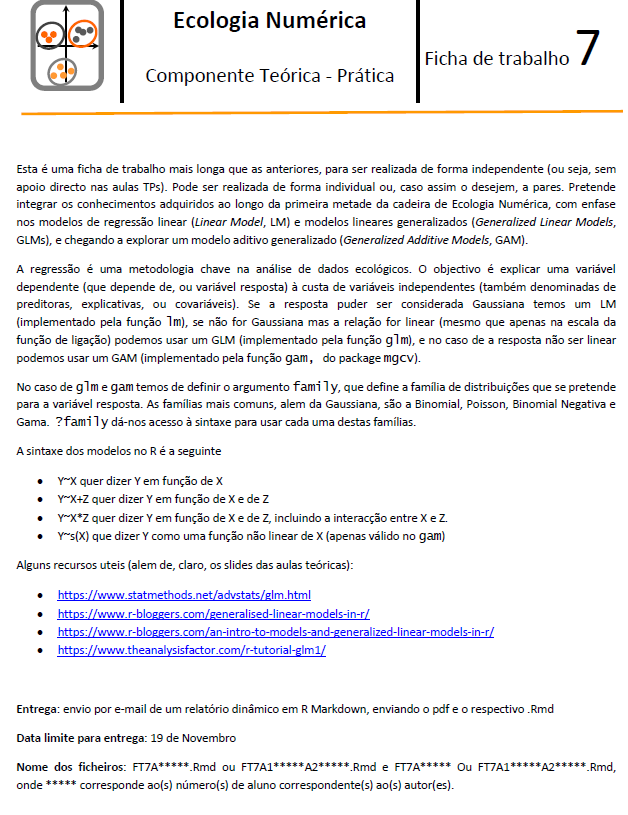 Ecologia Numérica
Componente Teórica - Prática
Ficha de trabalho 7
Esta é uma ficha de trabalho mais longa que as anteriores, para ser realizada de forma independente (ou seja, sem
apoio directo nas aulas TPs). Pode ser realizada de forma individual ou, caso assim o desejem, a pares. Pretende
integrar os conhecimentos adquiridos ao longo da primeira metade da cadeira de Ecologia Numérica, com enfase
nos modelos de regressão linear (Linear Model, LM) e modelos lineares generalizados (Generalized Linear Models,
GLMs), e chegando a explorar um modelo aditivo generalizado (Generalized Additive Models, GAM).
A regressão é uma metodologia chave na análise de dados ecológicos. O objectivo é explicar uma variável
dependente (que depende de, ou variável resposta) à custa de variáveis independentes (também denominadas de
preditoras, explicativas, ou covariáveis). Se a resposta puder ser considerada Gaussiana temos um LM
(implementado pela função lm), se não for Gaussiana mas a relação for linear (mesmo que apenas na escala da
função de ligação) podemos usar um GLM (implementado pela função glm), e no caso de a resposta não ser linear
podemos usar um GAM (implementado pela função gam, do package mgcv).
No caso de glm e gam temos de definir o argumento family, que define a família de distribuições que se pretende
para a variável resposta. As famílias mais comuns, alem da Gaussiana, são a Binomial, Poisson, Binomial Negativa e
Gama. ?family dá-nos acesso à sintaxe para usar cada uma destas famílias.
A sintaxe dos modelos no R é a seguinte
• Y~X quer dizer Y em função de X
• Y~X+Z quer dizer Y em função de X e de Z
• Y~X*Z quer dizer Y em função de X e de Z, incluindo a interacção entre X e Z.
• Y~s(X) que dizer Y como uma função não linear de X (apenas válido no gam)
Alguns recursos uteis (alem de, claro, os slides das aulas teóricas):
• https://www.statmethods.net/advstats/glm.html
• https://www.r-bloggers.com/generalised-linear-models-in-r/
• https://www.r-bloggers.com/an-intro-to-models-and-generalized-linear-models-in-r/
• https://www.theanalysisfactor.com/r-tutorial-glm1/
Entrega: envio por e-mail de um relatório dinâmico em R Markdown, enviando o pdf e o respectivo .Rmd
Data limite para entrega: 19 de Novembro
Nome dos ficheiros: FT7A*****.Rmd ou FT7A1*****A2*****.Rmd e FT7A***** Ou FT7A1*****A2*****.Rmd,
onde ***** corresponde ao(s) número(s) de aluno correspondente(s) ao(s) autor(es).